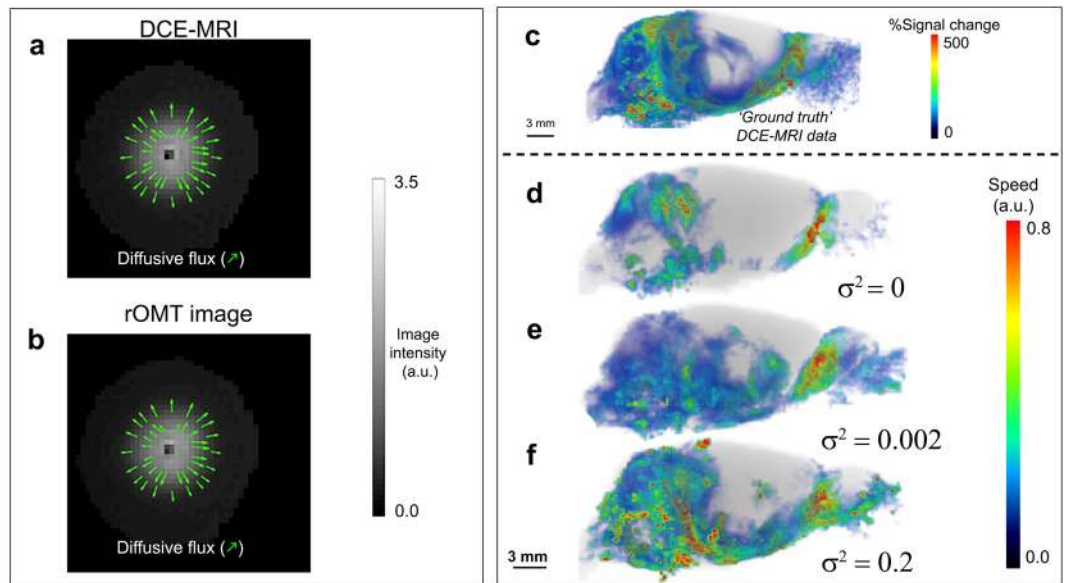 a
DCE-MRI
Diffusive flux (↗)
b
rOMT image
Diffusive flux (↗)
3.5
Image
intensity
(a.u.)
0.0
c
%Signal change
500
0
'Ground truth'
DCE-MRI data
3 mm
d
σ² = 0
e
σ² = 0.002
f
σ² = 0.2
3 mm
Speed
(a.u.)
0.8
0.0